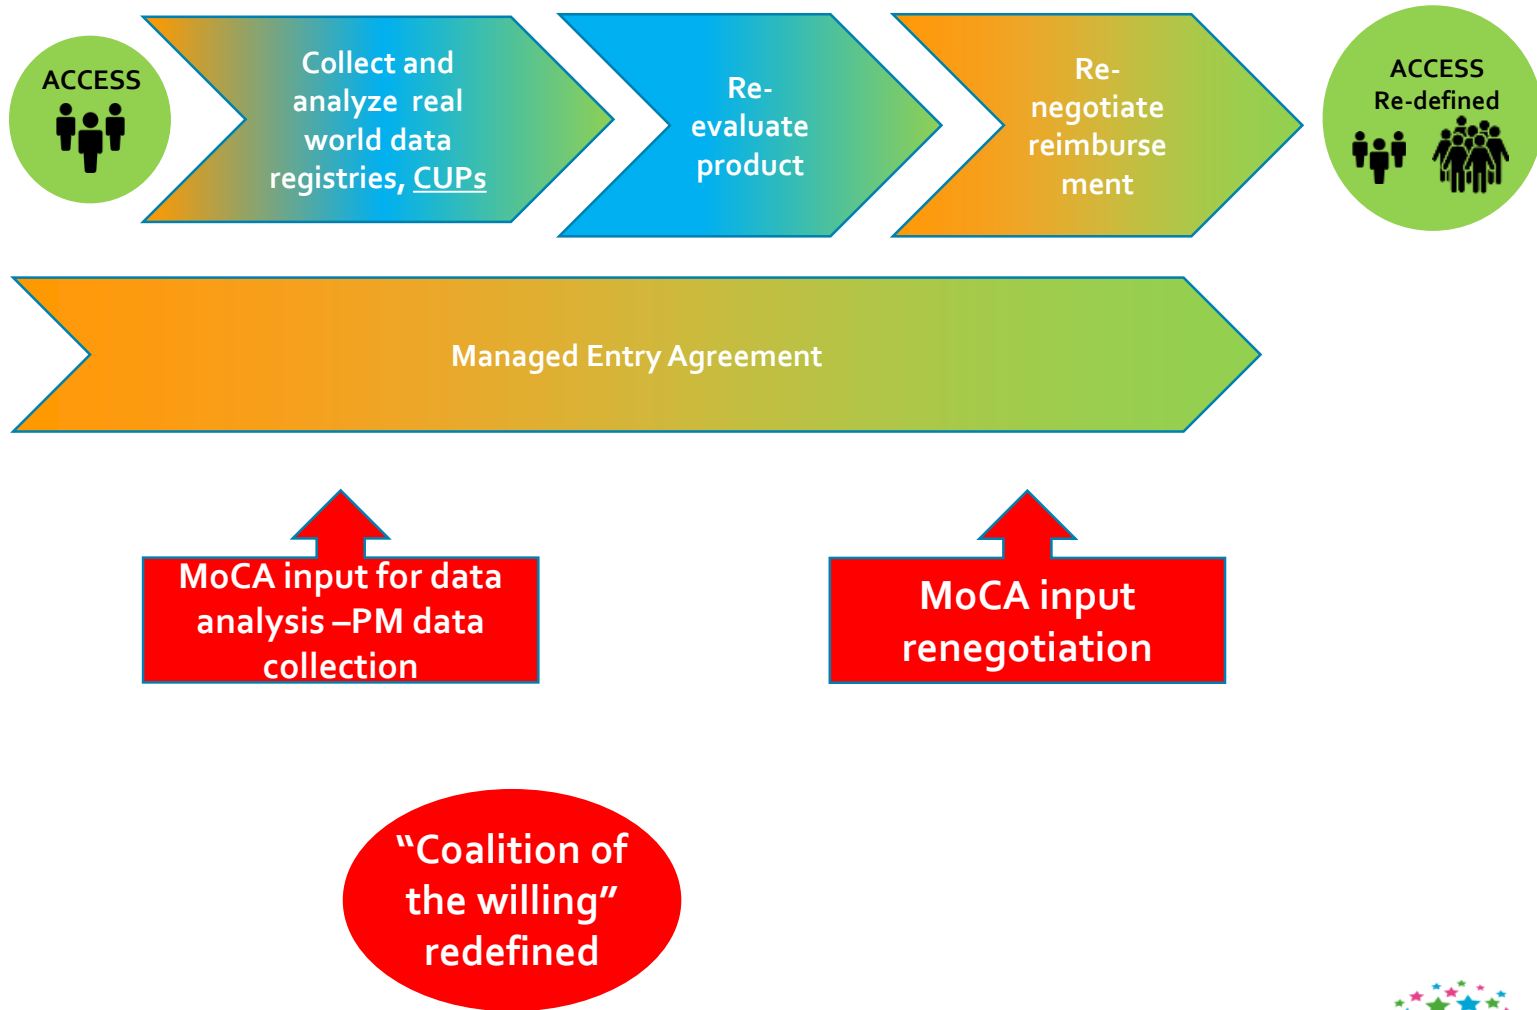 ACCESS
Collect and
analyze real
world data
registries, CUPs
Re-
evaluate
product
Re-
negotiate
reimburse
ment
ACCESS
Re-defined
Managed Entry Agreement
MoCA input for data
analysis –PM data
collection
MoCA input
renegotiation
“Coalition of
the willing”
redefined